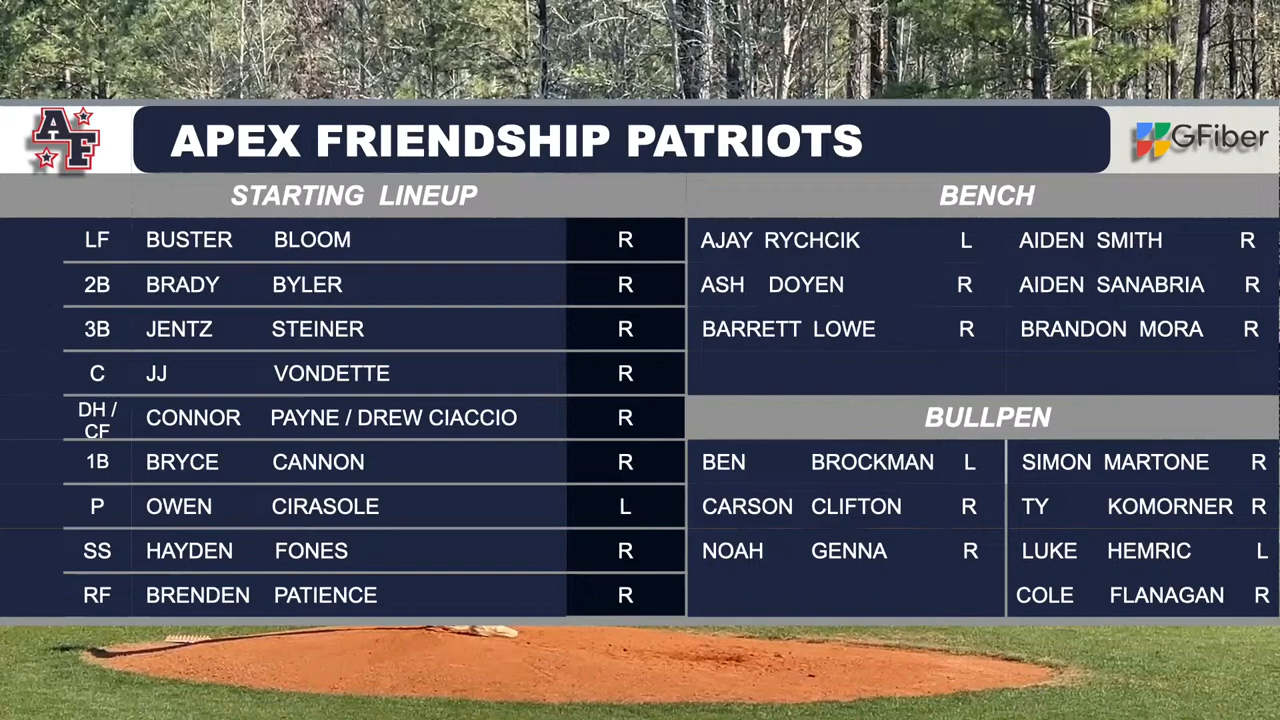 AF
APEX FRIENDSHIP PATRIOTS
GFiber
STARTING LINEUP
LF BUSTER BLOOM R
2B BRADY BYLER R
3B JENTZ STEINER R
C JJ VONDETTE R
DH / CF CONNOR PAYNE / DREW CIACCIO R
1B BRYCE CANNON R
P OWEN CIRASOLE L
SS HAYDEN FONES R
RF BRENDEN PATIENCE R
BENCH
AJAY RYCHCIK L AIDEN SMITH R
ASH DOYEN R AIDEN SANABRIA R
BARRETT LOWE R BRANDON MORA R
BULLPEN
BEN BROCKMAN L SIMON MARTONE R
CARSON CLIFTON R TY KOMORNER R
NOAH GENNA R LUKE HEMRIC L
COLE FLANAGAN R